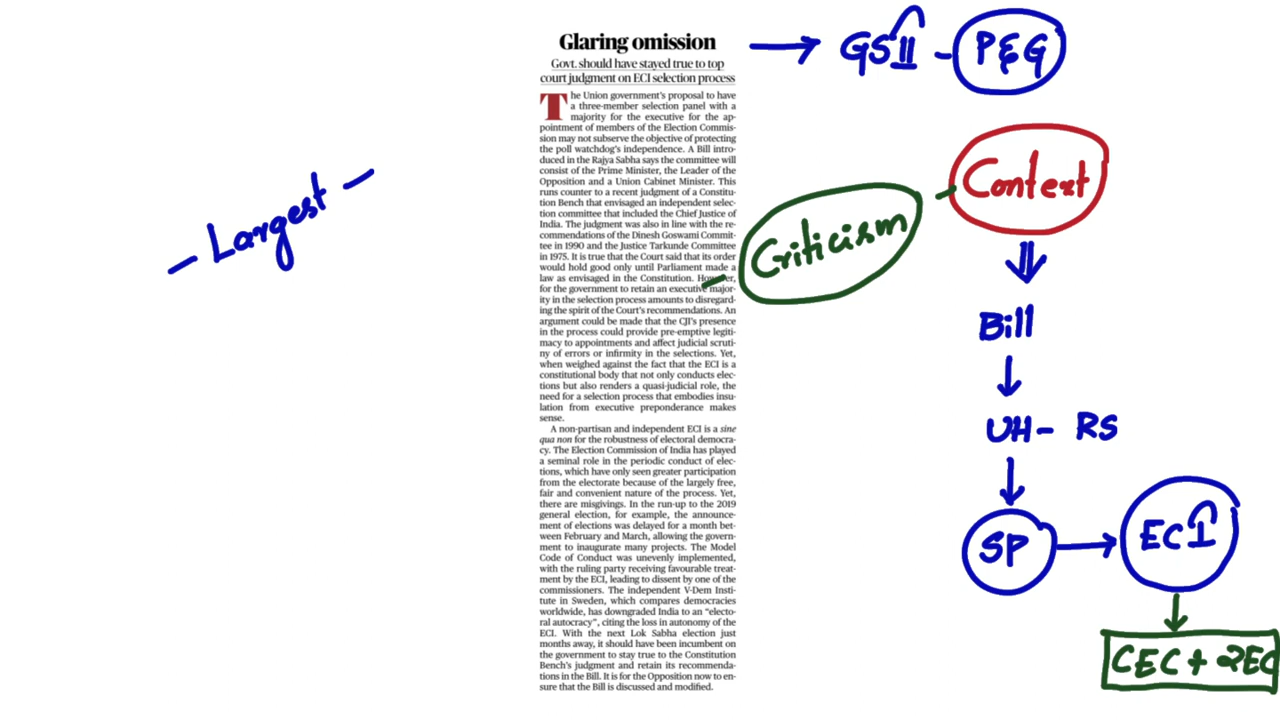 Glaring omission
Govt. should have stayed true to top
court judgment on ECI selection process
The Union government's proposal to have
a three-member selection panel with a
majority for the executive for the ap-
pointment of members of the Election Commis-
sion may not subserve the objective of protecting
the poll watchdog's independence. A Bill intro-
duced in the Rajya Sabha says the committee will
consist of the Prime Minister, the Leader of the
Opposition and a Union Cabinet Minister. This
runs counter to a recent judgment of a Constitu-
tion Bench that envisaged an independent selec-
tion committee that included the Chief Justice of
India. The judgment was also in line with the re-
commendations of the Dinesh Goswami Commit-
tee in 1990 and the Justice Tarkunde Committee
in 1975. It is true that the Court said that its order
would hold good only until Parliament made a
law as envisaged in the Constitution. However,
for the government to retain an executive major-
ity in the selection process amounts to disregard-
ing the spirit of the Court's recommendations. An
argument could be made that the CJI's presence
in the process could provide pre-emptive legiti-
macy to appointments and affect judicial scruti-
ny of errors or infirmity in the selections. Yet,
when weighed against the fact that the ECI is a
constitutional body that not only conducts elec-
tions but also renders a quasi-judicial role, the
need for a selection process that embodies insu-
lation from executive preponderance makes
sense.
A non-partisan and independent ECI is a sine
qua non for the robustness of electoral democra-
cy. The Election Commission of India has played
a seminal role in the periodic conduct of elec-
tions, which have only seen greater participation
from the electorate because of the largely free,
fair and convenient nature of the process. Yet,
there are misgivings. In the run-up to the 2019
general election, for example, the announce-
ment of elections was delayed for a month bet-
ween February and March, allowing the govern-
ment to inaugurate many projects. The Model
Code of Conduct was unevenly implemented,
with the ruling party receiving favourable treat-
ment by the ECI, leading to dissent by one of the
commissioners. The independent V-Dem Insti-
tute in Sweden, which compares democracies
worldwide, has downgraded India to an "electo-
ral autocracy", citing the loss in autonomy of the
ECI. With the next Lok Sabha election just
months away, it should have been incumbent on
the government to stay true to the Constitution
Bench's judgment and retain its recommenda-
tions in the Bill. It is for the Opposition now to en-
sure that the Bill is discussed and modified.
GSII - P&G
Context
Criticism
Bill
UH - RS
SP
ECI
CEC + 2EC
- Largest -